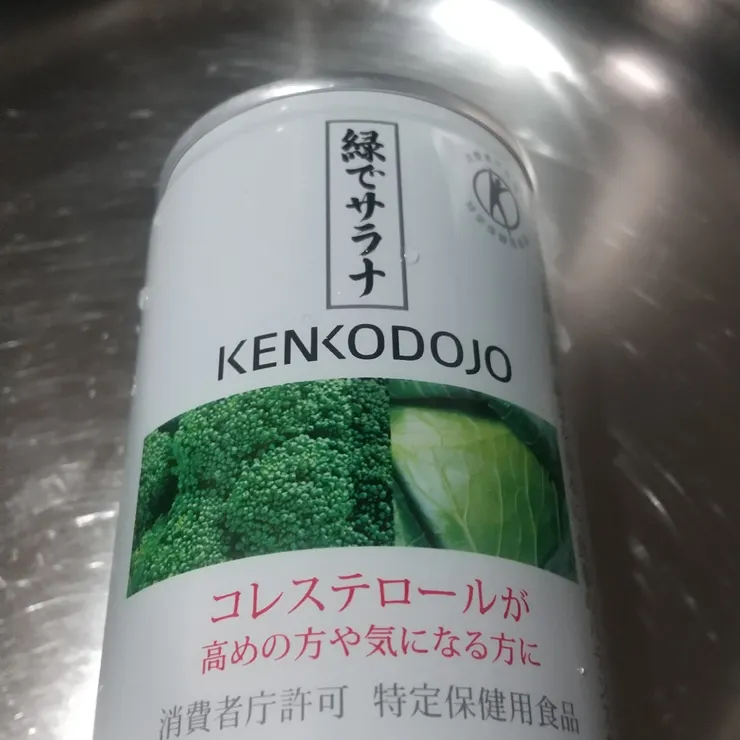 緑でサラナ
KENKODOJO
コレステロールが
高めの方や気になる方に
消費者庁許可 特定保健用食品